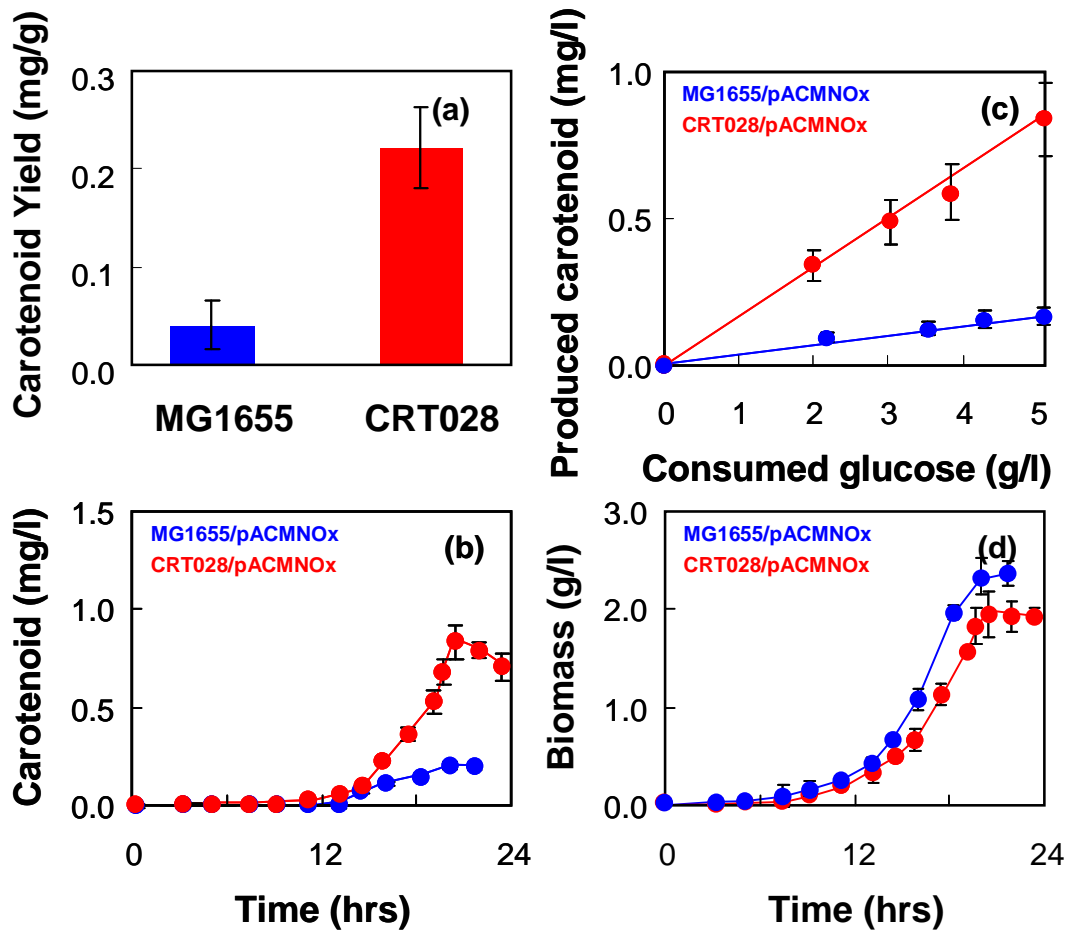 Carotenoid Yield (mg/g)
0.3
0.2
0.1
0.0
(a)
MG1655
CRT028
Produced carotenoid (mg/l)
1.0
0.5
0.0
MG1655/pACMNOx
CRT028/pACMNOx
(c)
0 1 2 3 4 5
Consumed glucose (g/l)
Carotenoid (mg/l)
1.5
1.0
0.5
0.0
MG1655/pACMNOx
CRT028/pACMNOx
(b)
0 12 24
Time (hrs)
Biomass (g/l)
3.0
2.0
1.0
0.0
MG1655/pACMNOx
CRT028/pACMNOx
(d)
0 12 24
Time (hrs)